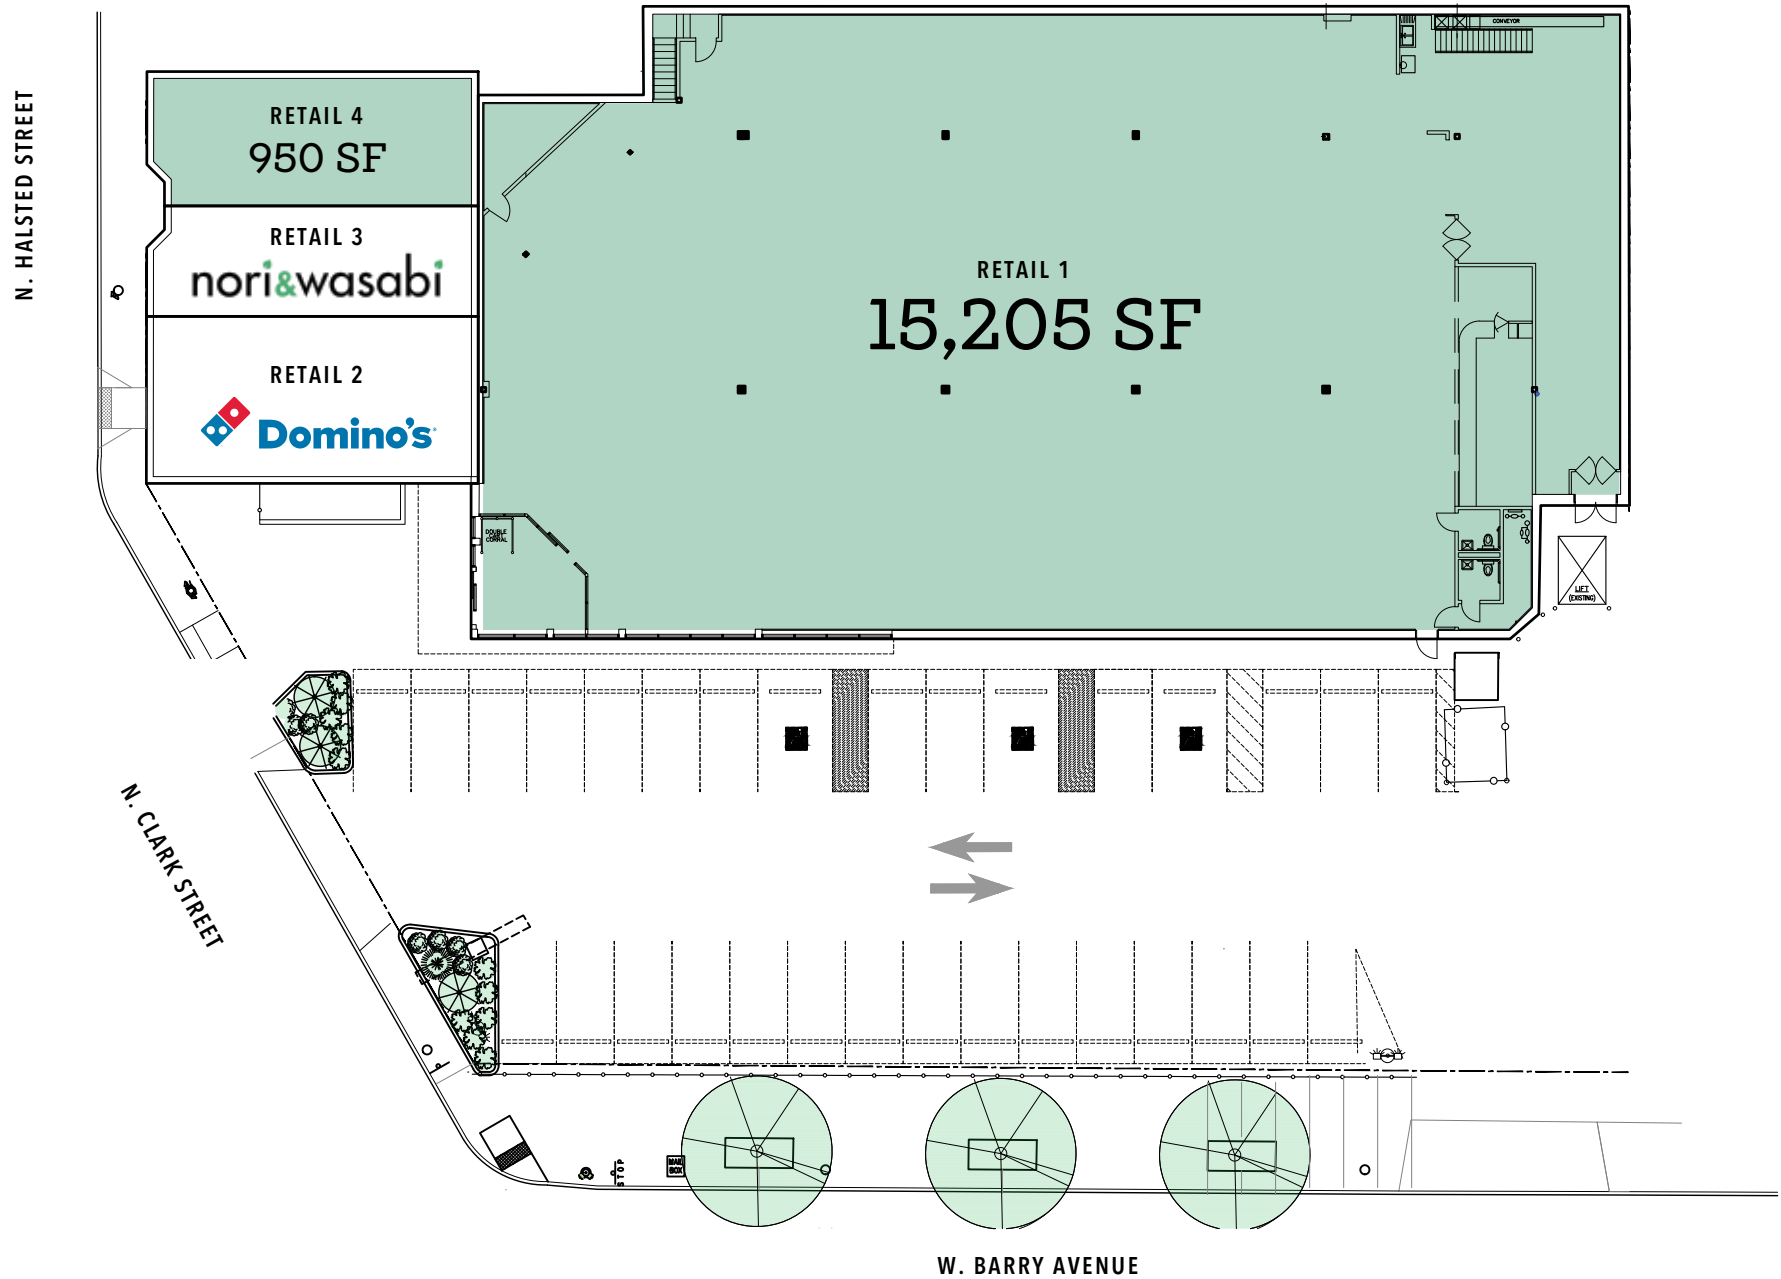 N. HALSTED STREET
RETAIL 4
950 SF
RETAIL 3
nori&wasabi
RETAIL 2
Domino's
RETAIL 1
15,205 SF
CONVEYOR
DOUBLE
CART
CORRAL
LIFT
(EXISTING)
N. CLARK STREET
STOP
MAIL
BOX
W. BARRY AVENUE